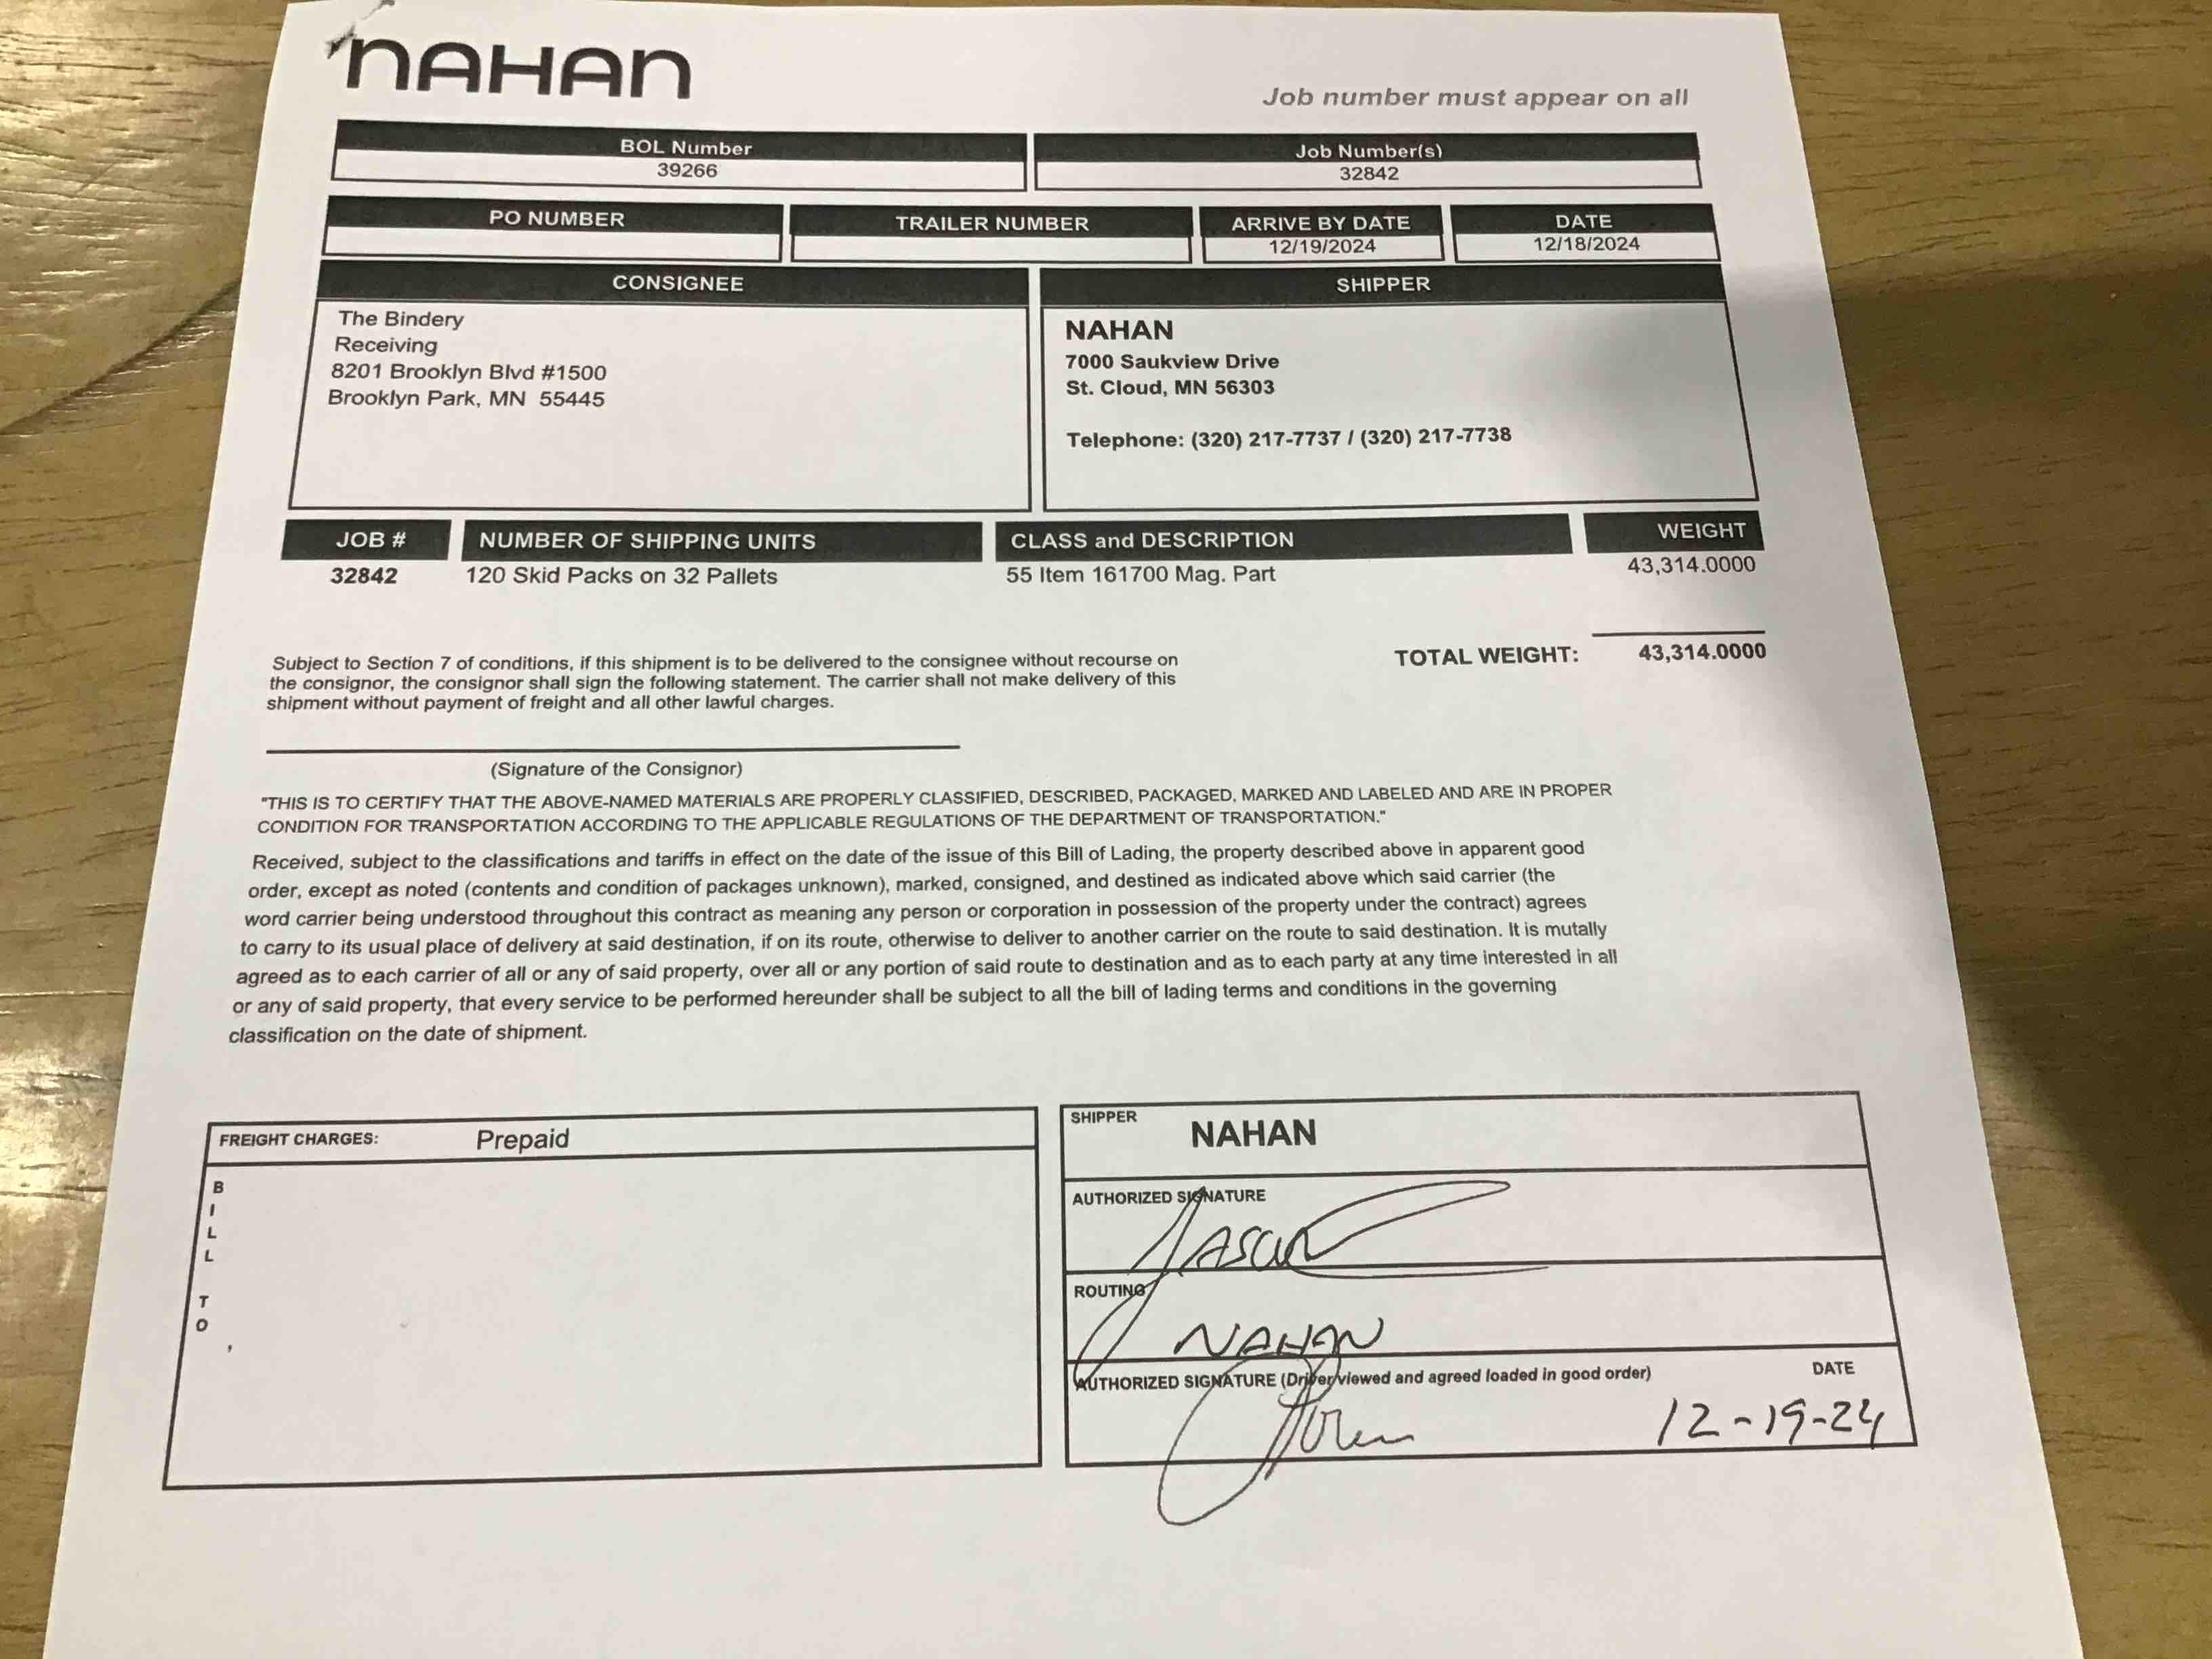 NAHAN
Job number must appear on all
BOL Number
39266
Job Number(s)
32842
PO NUMBER
TRAILER NUMBER
ARRIVE BY DATE
12/19/2024
DATE
12/18/2024
CONSIGNEE
The Bindery
Receiving
8201 Brooklyn Blvd #1500
Brooklyn Park, MN 55445
SHIPPER
NAHAN
7000 Saukview Drive
St. Cloud, MN 56303
Telephone: (320) 217-7737 / (320) 217-7738
JOB # NUMBER OF SHIPPING UNITS CLASS and DESCRIPTION WEIGHT
32842 120 Skid Packs on 32 Pallets 55 Item 161700 Mag. Part 43,314.0000
TOTAL WEIGHT: 43,314.0000
Subject to Section 7 of conditions, if this shipment is to be delivered to the consignee without recourse on
the consignor, the consignor shall sign the following statement. The carrier shall not make delivery of this
shipment without payment of freight and all other lawful charges.
(Signature of the Consignor)
"THIS IS TO CERTIFY THAT THE ABOVE-NAMED MATERIALS ARE PROPERLY CLASSIFIED, DESCRIBED, PACKAGED, MARKED AND LABELED AND ARE IN PROPER
CONDITION FOR TRANSPORTATION ACCORDING TO THE APPLICABLE REGULATIONS OF THE DEPARTMENT OF TRANSPORTATION."
Received, subject to the classifications and tariffs in effect on the date of the issue of this Bill of Lading, the property described above in apparent good
order, except as noted (contents and condition of packages unknown), marked, consigned, and destined as indicated above which said carrier (the
word carrier being understood throughout this contract as meaning any person or corporation in possession of the property under the contract) agrees
to carry to its usual place of delivery at said destination, if on its route, otherwise to deliver to another carrier on the route to said destination. It is mutally
agreed as to each carrier of all or any of said property, over all or any portion of said route to destination and as to each party at any time interested in all
or any of said property, that every service to be performed hereunder shall be subject to all the bill of lading terms and conditions in the governing
classification on the date of shipment.
FREIGHT CHARGES: Prepaid
BILL TO
,
SHIPPER NAHAN
AUTHORIZED SIGNATURE
ROUTING
NAHAN
AUTHORIZED SIGNATURE (Driver viewed and agreed loaded in good order) DATE
12-19-24